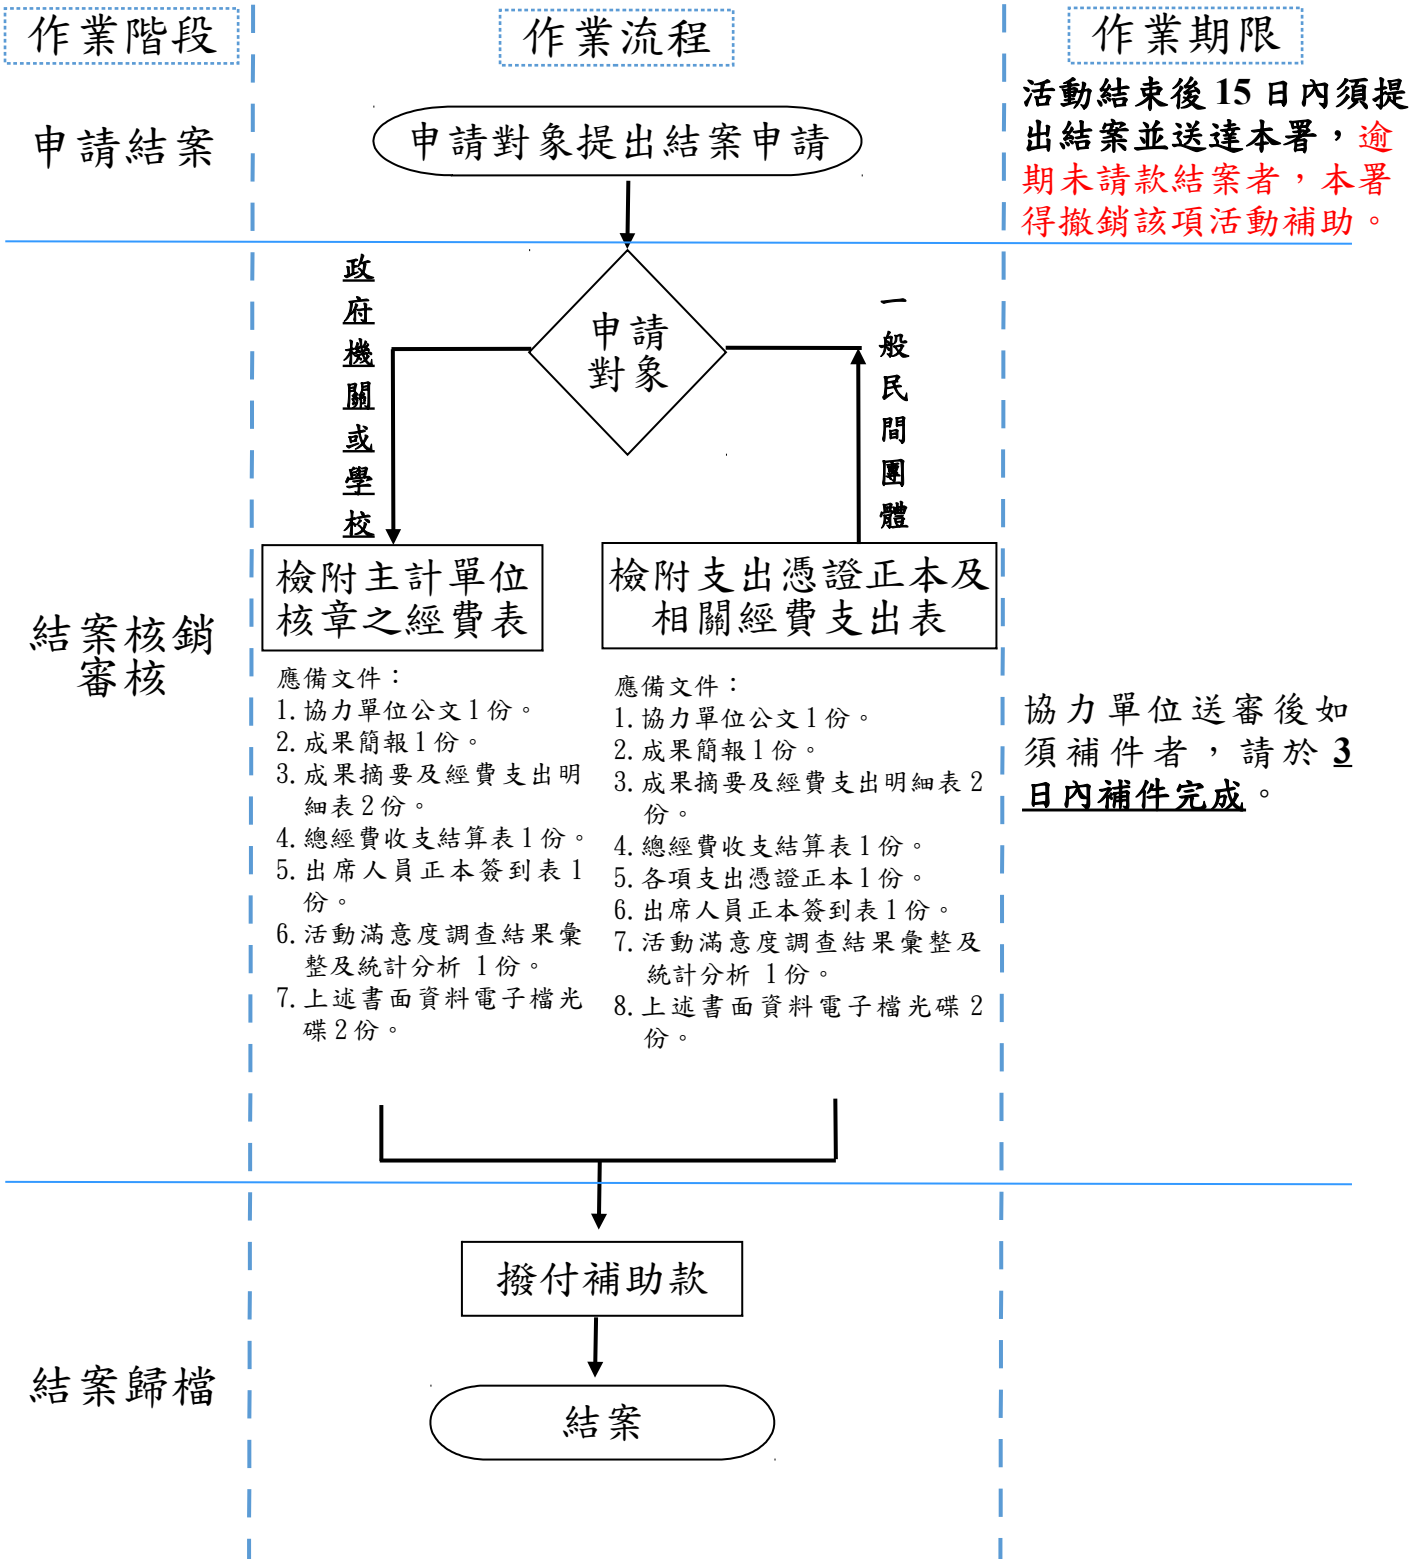 作業階段
作業流程
作業期限
申請結案
申請對象提出結案申請
活動結束後 15 日內須提
出結案並送達本署，逾
期未請款結案者，本署
得撤銷該項活動補助。
申請
對象
政府機關或學校
一般民間團體
結案核銷
審核
檢附主計單位
核章之經費表
應備文件：
1.協力單位公文 1 份。
2.成果簡報 1 份。
3.成果摘要及經費支出明
細表 2 份。
4.總經費收支結算表 1 份。
5.出席人員正本簽到表 1
份。
6.活動滿意度調查結果彙
整及統計分析 1 份。
7.上述書面資料電子檔光
碟 2 份。
檢附支出憑證正本及
相關經費支出表
應備文件：
1.協力單位公文 1 份。
2.成果簡報 1 份。
3.成果摘要及經費支出明細表 2
份。
4.總經費收支結算表 1 份。
5.各項支出憑證正本 1 份。
6.出席人員正本簽到表 1 份。
7.活動滿意度調查結果彙整及
統計分析 1 份。
8.上述書面資料電子檔光碟 2
份。
協力單位送審後如
須補件者，請於 3
日內補件完成。
結案歸檔
撥付補助款
結案